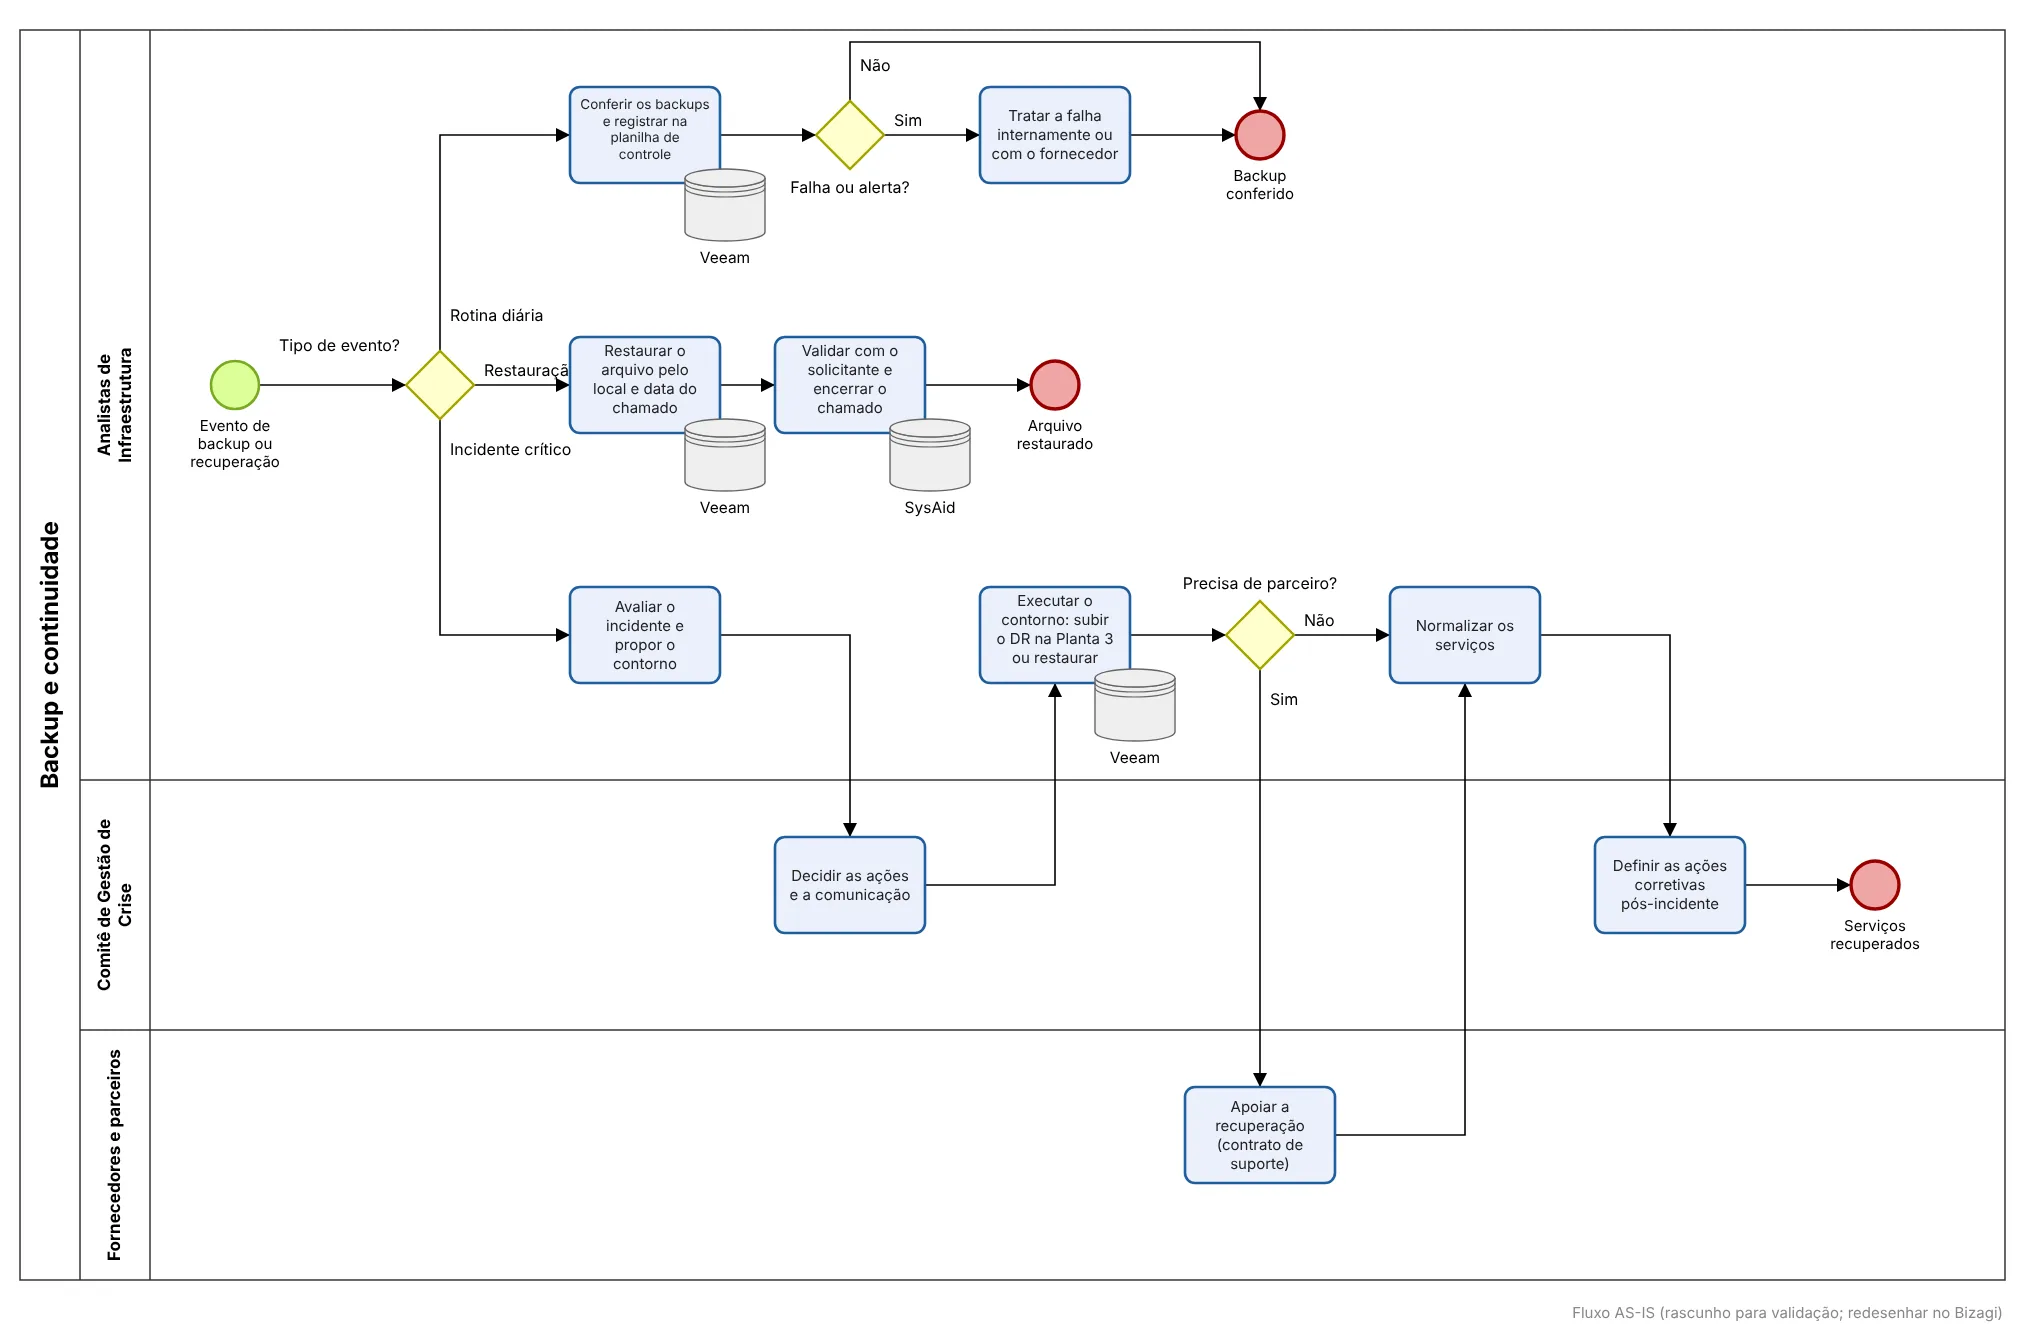 Backup e continuidade
Analistas de
Infraestrutura
Não
Conferir os backups
e registrar na
planilha de
controle
Sim
Tratar a falha
internamente ou
com o fornecedor
Falha ou alerta?
Backup
conferido
Veeam
Rotina diária
Tipo de evento?
Restauraçã
Restaurar o
arquivo pelo
local e data do
chamado
Validar com o
solicitante e
encerrar o
chamado
Evento de
backup ou
recuperação
Arquivo
restaurado
Incidente crítico
Veeam
SysAid
Avaliar o
incidente e
propor o
contorno
Executar o
contorno: subir
o DR na Planta 3
ou restaurar
Precisa de parceiro?
Não
Normalizar os
serviços
Sim
Veeam
Comitê de Gestão de
Crise
Decidir as ações
e a comunicação
Definir as ações
corretivas
pós-incidente
Serviços
recuperados
Fornecedores e parceiros
Apoiar a
recuperação
(contrato de
suporte)
Fluxo AS-IS (rascunho para validação; redesenhar no Bizagi)